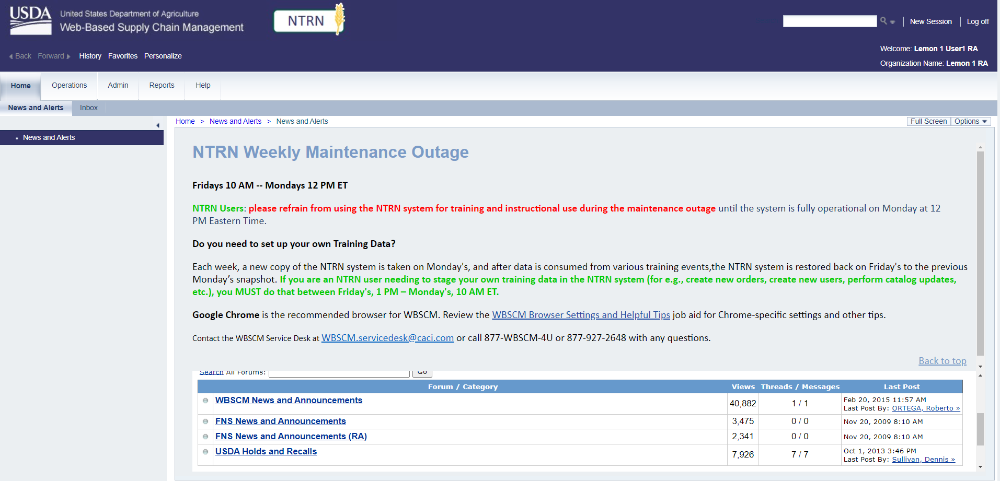 USDA United States Department of Agriculture
Web-Based Supply Chain Management
NTRN
New Session
Log off
Back Forward History Favorites Personalize
Welcome: Lemon 1 User1 RA
Organization Name: Lemon 1 RA
Home Operations Admin Reports Help
News and Alerts Inbox
Home > News and Alerts > News and Alerts
Full Screen Options
News and Alerts
NTRN Weekly Maintenance Outage
Fridays 10 AM -- Mondays 12 PM ET
NTRN Users: please refrain from using the NTRN system for training and instructional use during the maintenance outage until the system is fully operational on Monday at 12
PM Eastern Time.
Do you need to set up your own Training Data?
Each week, a new copy of the NTRN system is taken on Monday's, and after data is consumed from various training events,the NTRN system is restored back on Friday's to the previous
Monday’s snapshot. If you are an NTRN user needing to stage your own training data in the NTRN system (for e.g., create new orders, create new users, perform catalog updates,
etc.), you MUST do that between Friday's, 1 PM – Monday's, 10 AM ET.
Google Chrome is the recommended browser for WBSCM. Review the WBSCM Browser Settings and Helpful Tips job aid for Chrome-specific settings and other tips.
Contact the WBSCM Service Desk at WBSCM.servicedesk@caci.com or call 877-WBSCM-4U or 877-927-2648 with any questions.
Back to top
Search All Forums: Go
Forum / Category Views Threads / Messages Last Post
WBSCM News and Announcements 40,882 1 / 1 Feb 20, 2015 11:57 AM
Last Post By: ORTEGA, Roberto »
FNS News and Announcements 3,475 0 / 0 Nov 20, 2009 8:10 AM
FNS News and Announcements (RA) 2,341 0 / 0 Nov 20, 2009 8:10 AM
USDA Holds and Recalls 7,926 7 / 7 Oct 1, 2013 3:46 PM
Last Post By: Sullivan, Dennis »